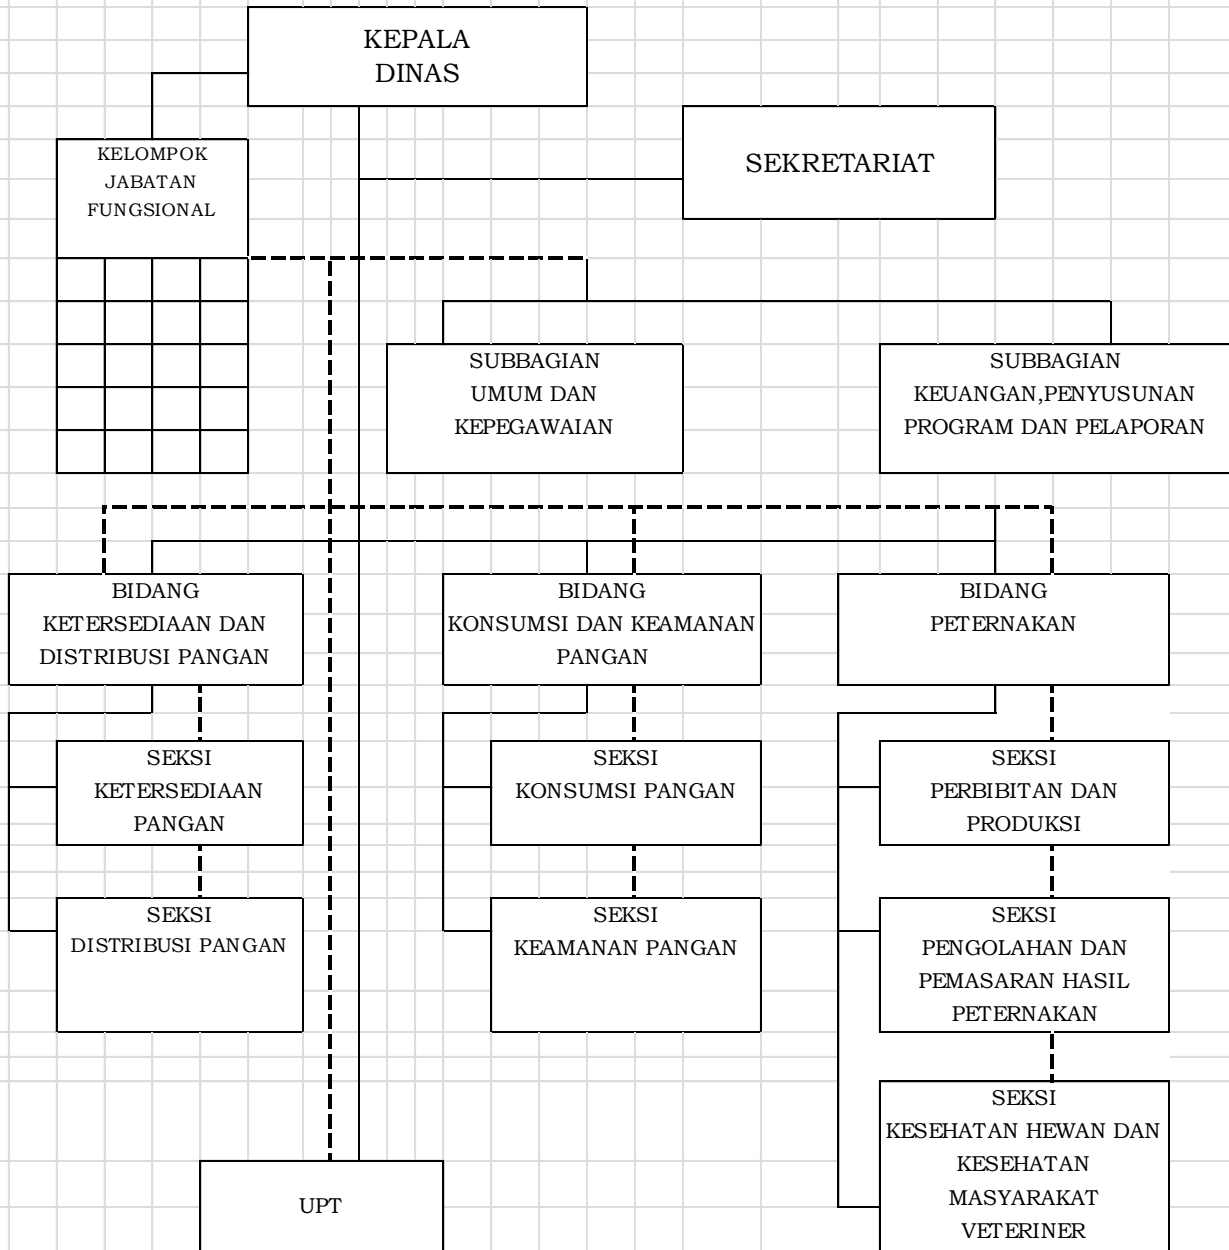 KEPALA
DINAS
SEKRETARIAT
KELOMPOK
JABATAN
FUNGSIONAL
SUBBAGIAN
UMUM DAN
KEPEGAWAIAN
SUBBAGIAN
KEUANGAN,PENYUSUNAN
PROGRAM DAN PELAPORAN
BIDANG
KETERSEDIAAN DAN
DISTRIBUSI PANGAN
BIDANG
KONSUMSI DAN KEAMANAN
PANGAN
BIDANG
PETERNAKAN
SEKSI
KETERSEDIAAN
PANGAN
SEKSI
KONSUMSI PANGAN
SEKSI
PERBIBITAN DAN
PRODUKSI
SEKSI
DISTRIBUSI PANGAN
SEKSI
KEAMANAN PANGAN
SEKSI
PENGOLAHAN DAN
PEMASARAN HASIL
PETERNAKAN
SEKSI
KESEHATAN HEWAN DAN
KESEHATAN
MASYARAKAT
VETERINER
UPT